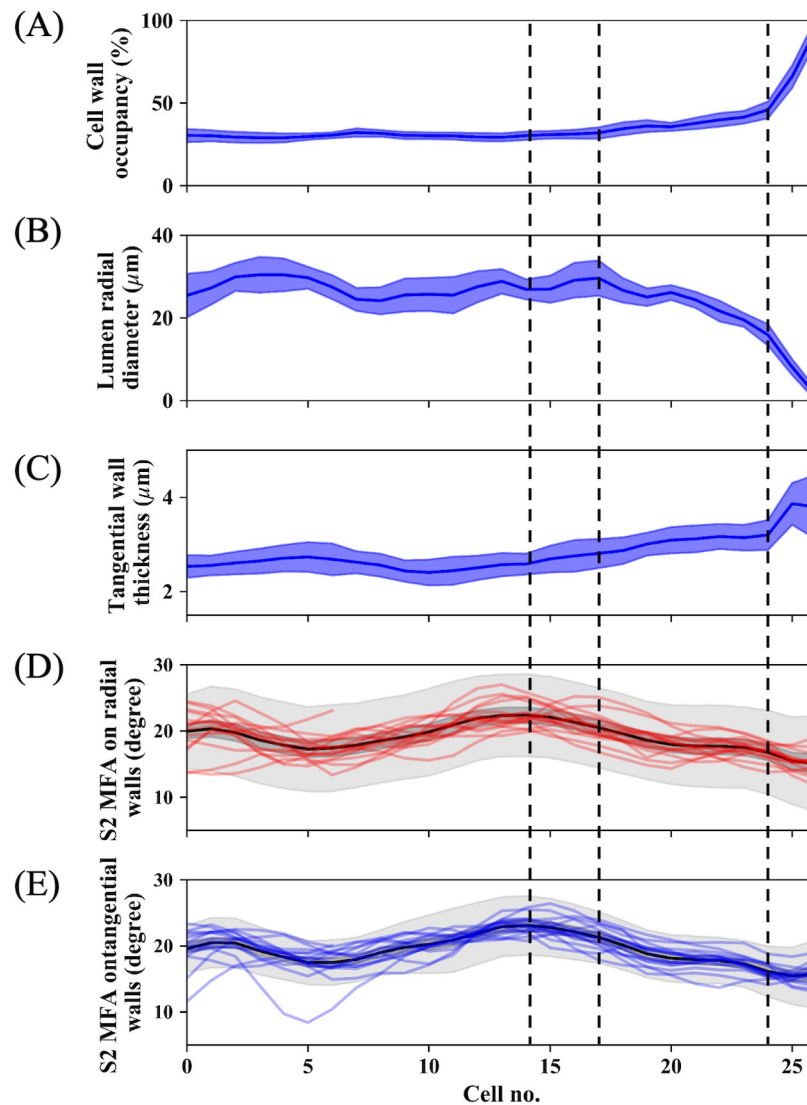 (A)
Cell wall
occupancy (%)
100
50
0
(B)
Lumen radial
diameter (μm)
40
20
0
(C)
Tangential wall
thickness (μm)
4
2
(D)
S2 MFA on radial
walls (degree)
30
20
10
(E)
S2 MFA ontangential
walls (degree)
30
20
10
0 5 10 15 20 25
Cell no.